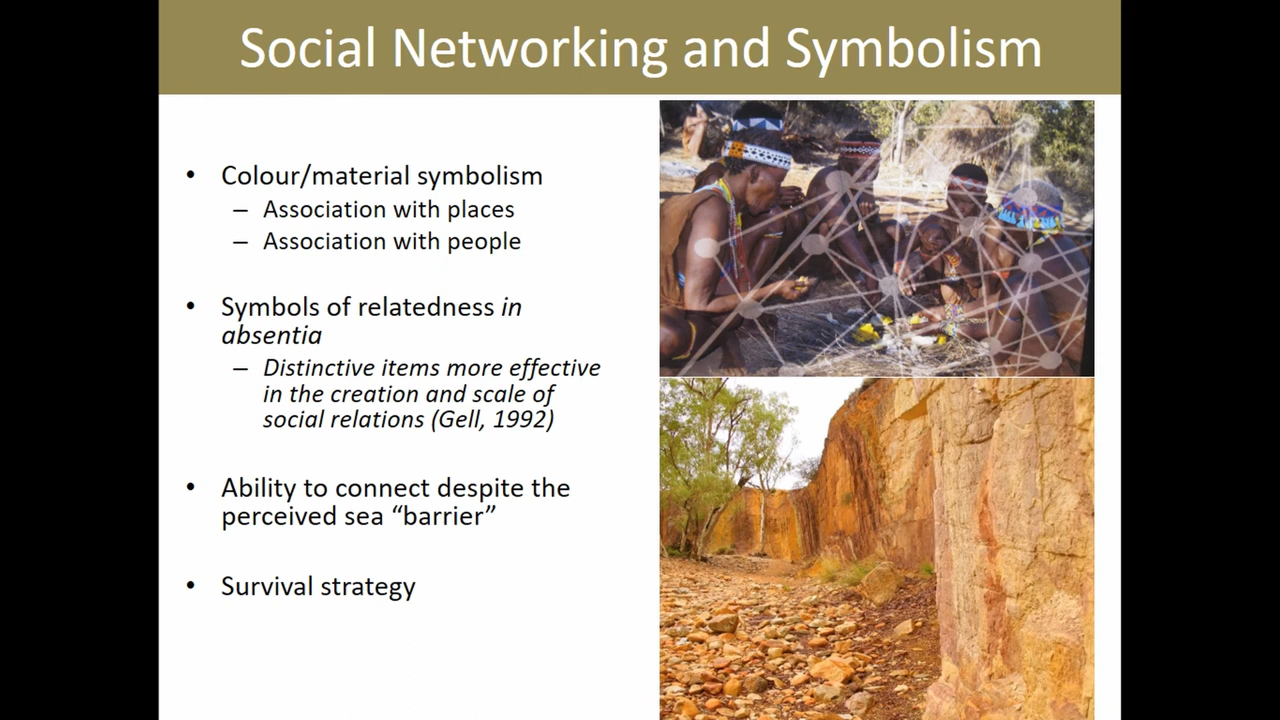 Social Networking and Symbolism
• Colour/material symbolism
– Association with places
– Association with people
• Symbols of relatedness in
absentia
– Distinctive items more effective
in the creation and scale of
social relations (Gell, 1992)
• Ability to connect despite the
perceived sea “barrier”
• Survival strategy